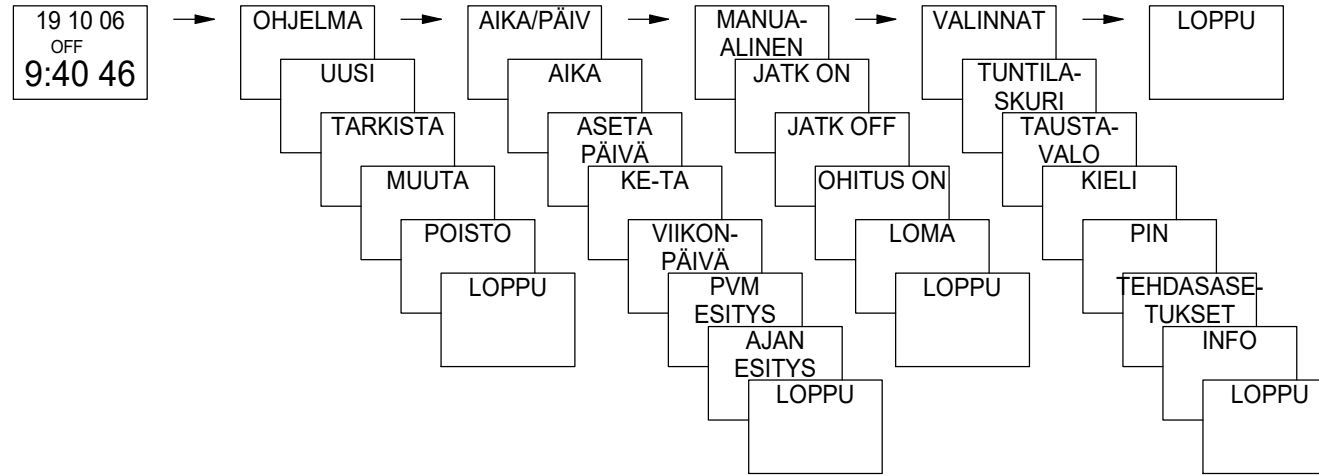 19 10 06
OFF
9:40 46
OHJELMA
UUSI
TARKISTA
MUUTA
POISTO
LOPPU
AIKA/PÄIV
AIKA
ASETA
PÄIVÄ
KE-TA
VIIKON-
PÄIVÄ
PVM
ESITYS
AJAN
ESITYS
LOPPU
MANUA-
ALINEN
JATK ON
JATK OFF
OHITUS ON
LOMA
LOPPU
VALINNAT
TUNTILA-
SKURI
TAUSTA-
VALO
KIELI
PIN
TEHDASASE-
TUKSET
INFO
LOPPU
LOPPU